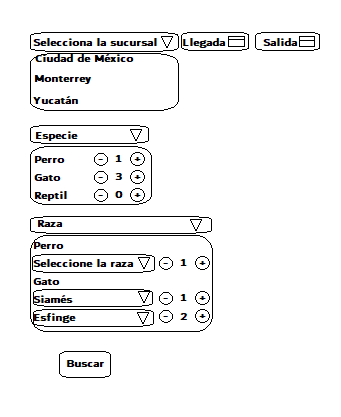 Selecciona la sucursal Llegada Salida
Ciudad de México
Monterrey
Yucatán
Especie
Perro - 1 +
Gato - 3 +
Reptil - 0 +
Raza
Perro
Seleccione la raza - 1 +
Gato
Siamés - 1 +
Esfinge - 2 +
Buscar